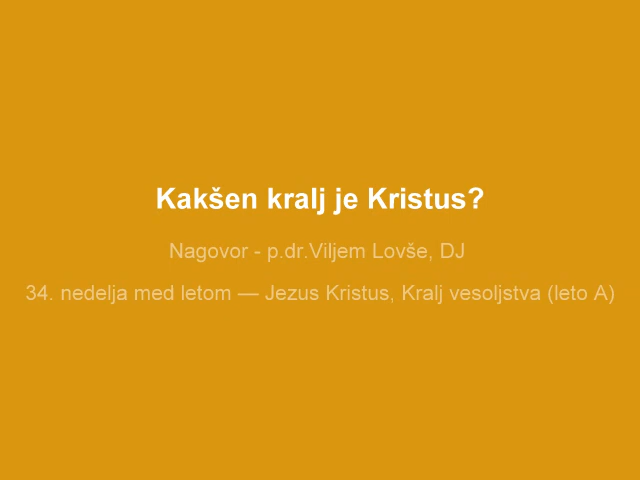 Kakšen kralj je Kristus?
Nagovor - p.dr.Viljem Lovše, DJ
34. nedelja med letom — Jezus Kristus, Kralj vesoljstva (leto A)